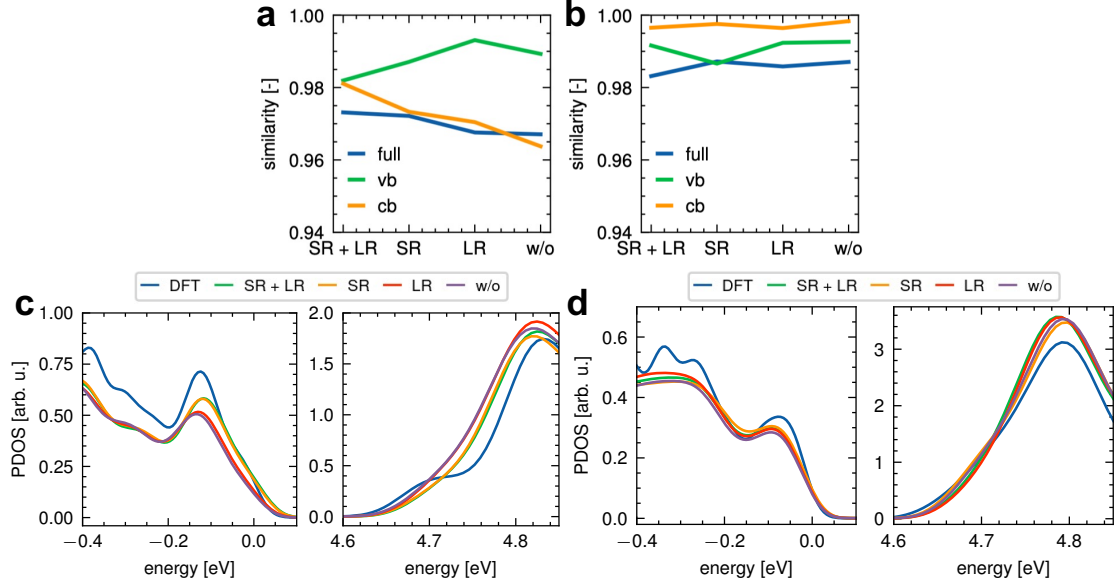 a
1.00
0.98
0.96
0.94
similarity [-]
full
vb
cb
SR + LR SR LR w/o
b
1.00
0.98
0.96
0.94
similarity [-]
full
vb
cb
SR + LR SR LR w/o
DFT SR + LR SR LR w/o
c
1.00
0.75
0.50
0.25
0.00
PDOS [arb. u.]
−0.4 −0.2 0.0
energy [eV]
2.0
1.5
1.0
0.5
0.0
4.6 4.7 4.8
energy [eV]
DFT SR + LR SR LR w/o
d
0.6
0.4
0.2
0.0
PDOS [arb. u.]
−0.4 −0.2 0.0
energy [eV]
3
2
1
0
4.6 4.7 4.8
energy [eV]